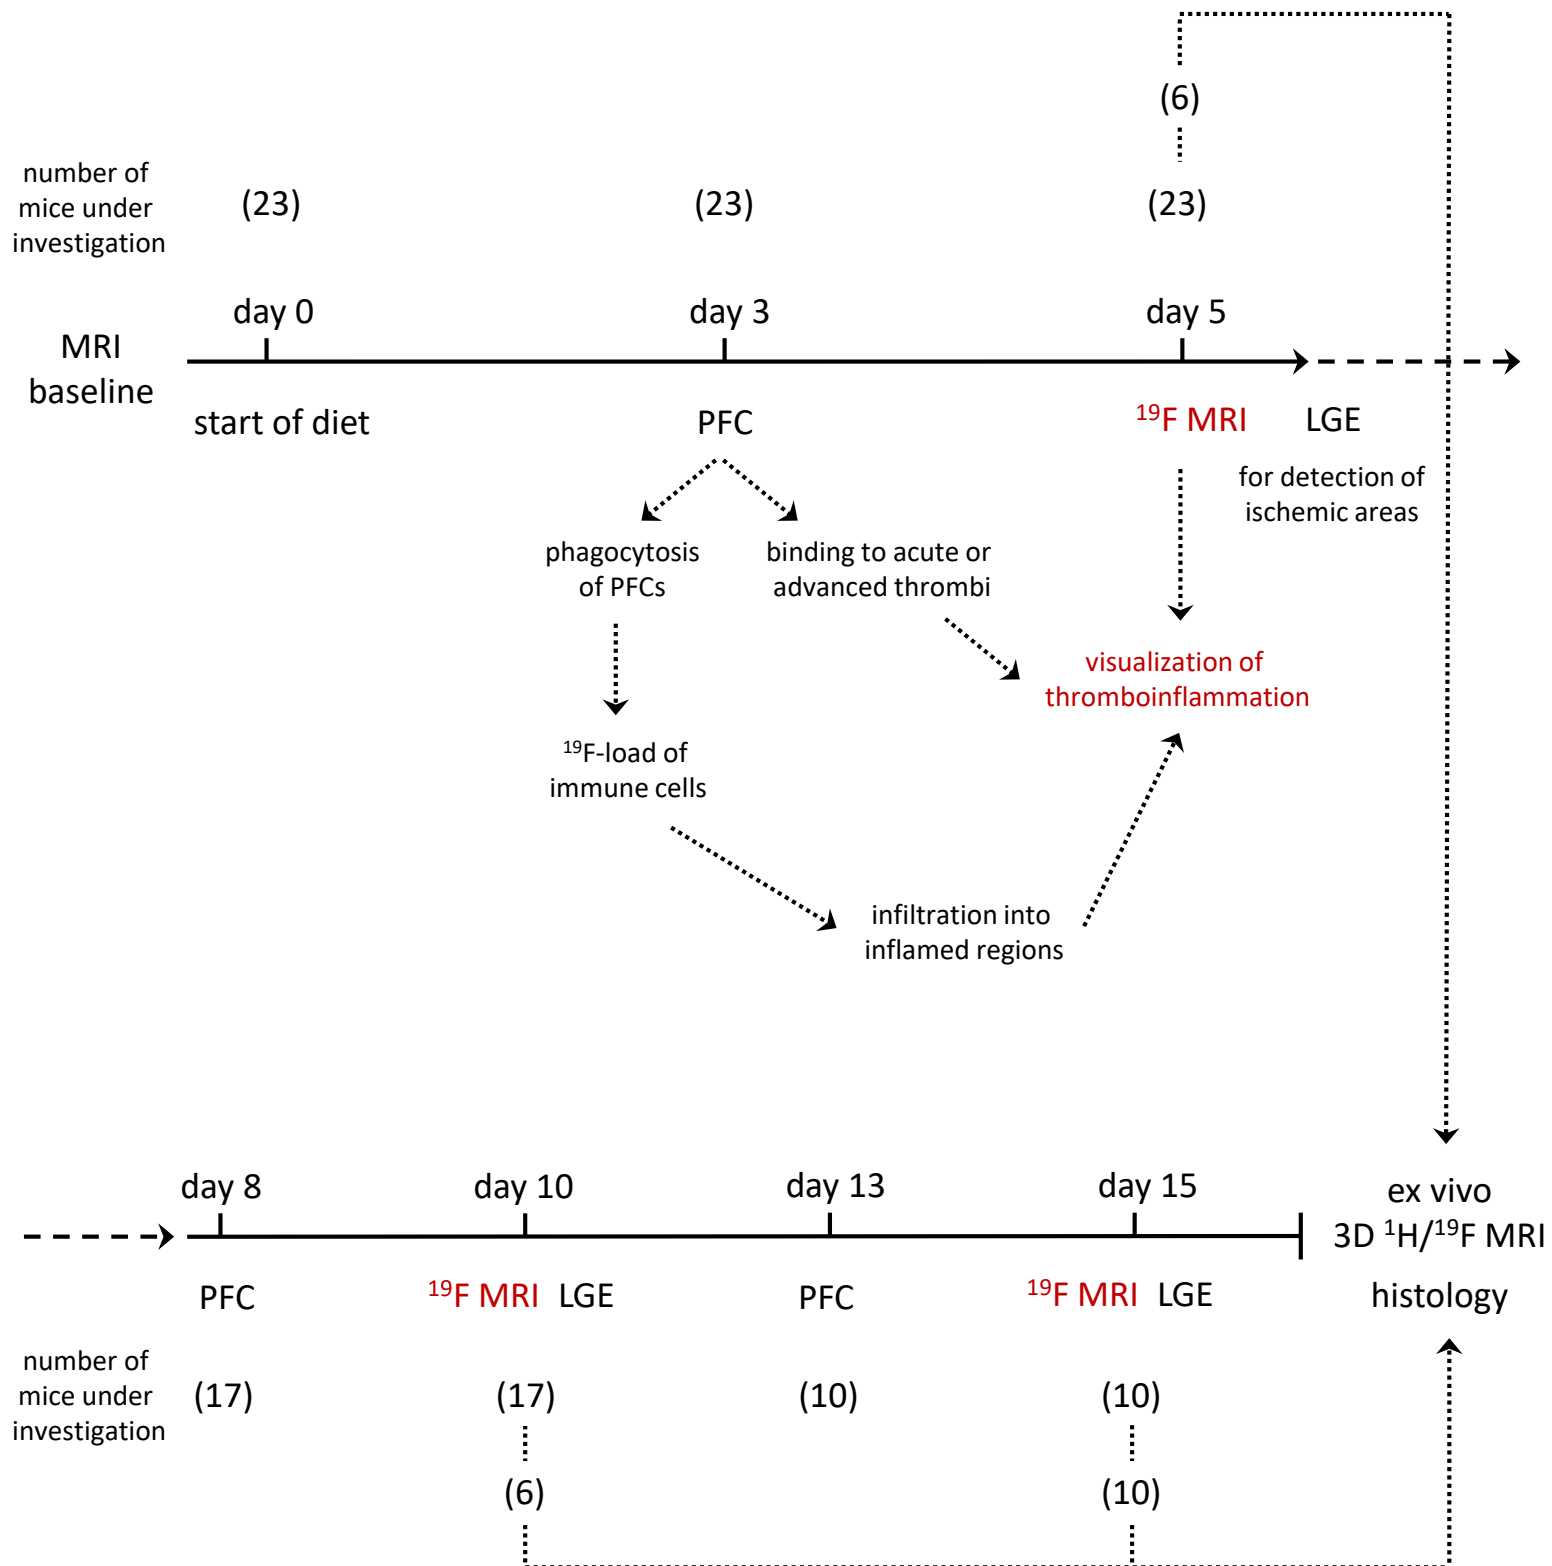 (6)
number of
mice under
investigation
(23)
(23)
(23)
day 0
day 3
day 5
MRI
baseline
start of diet
PFC
¹⁹F MRI
LGE
for detection of
ischemic areas
phagocytosis
of PFCs
binding to acute or
advanced thrombi
visualization of
thromboinflammation
¹⁹F-load of
immune cells
infiltration into
inflamed regions
day 8
day 10
day 13
day 15
ex vivo
3D ¹H/¹⁹F MRI
histology
PFC
¹⁹F MRI LGE
PFC
¹⁹F MRI LGE
number of
mice under
investigation
(17)
(17)
(10)
(10)
(6)
(10)